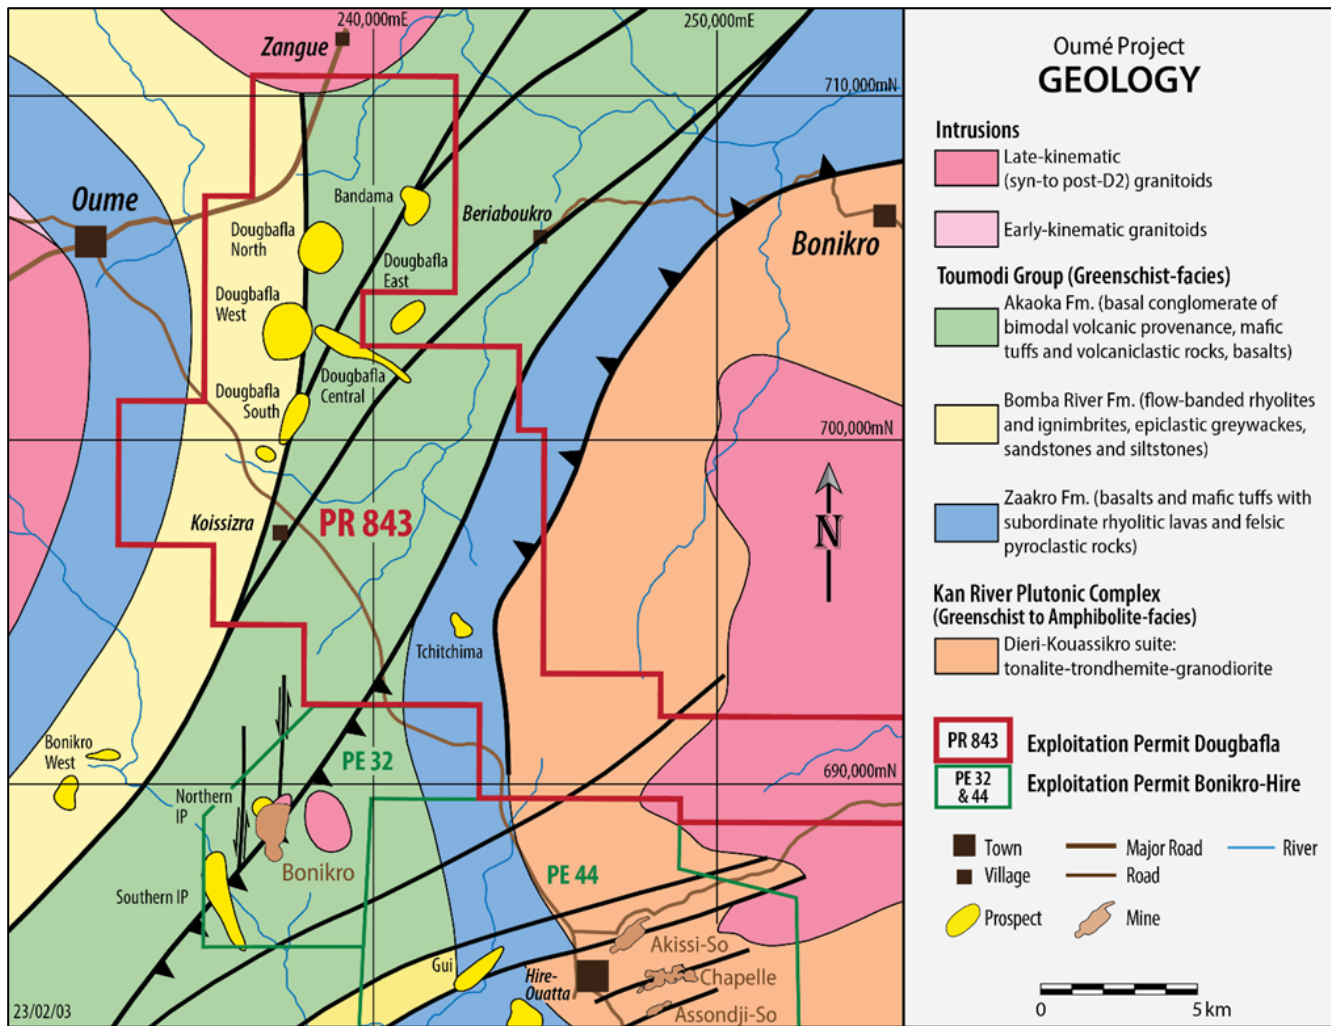 240,000mE
250,000mE
Zangue
710,000mN
Oume
Bandama
Beriaboukro
Bonikro
Dougbafla
North
Dougbafla
East
Dougbafla
West
Dougbafla
Central
Dougbafla
South
700,000mN
Koissizra
PR 843
N
Tchitchima
Bonikro
West
PE 32
690,000mN
Northern
IP
Bonikro
PE 44
Southern IP
Akissi-So
Gui
Hire-
Ouatta
Chapelle
Assondji-So
23/02/03
Oumé Project
GEOLOGY
Intrusions
Late-kinematic
(syn-to post-D2) granitoids
Early-kinematic granitoids
Toumodi Group (Greenschist-facies)
Akaoka Fm. (basal conglomerate of
bimodal volcanic provenance, mafic
tuffs and volcaniclastic rocks, basalts)
Bomba River Fm. (flow-banded rhyolites
and ignimbrites, epiclastic greywackes,
sandstones and siltstones)
Zaakro Fm. (basalts and mafic tuffs with
subordinate rhyolitic lavas and felsic
pyroclastic rocks)
Kan River Plutonic Complex
(Greenschist to Amphibolite-facies)
Dieri-Kouassikro suite:
tonalite-trondhemite-granodiorite
PR 843
Exploitation Permit Dougbafla
PE 32
& 44
Exploitation Permit Bonikro-Hire
Town
Major Road
River
Village
Road
Prospect
Mine
0
5 km